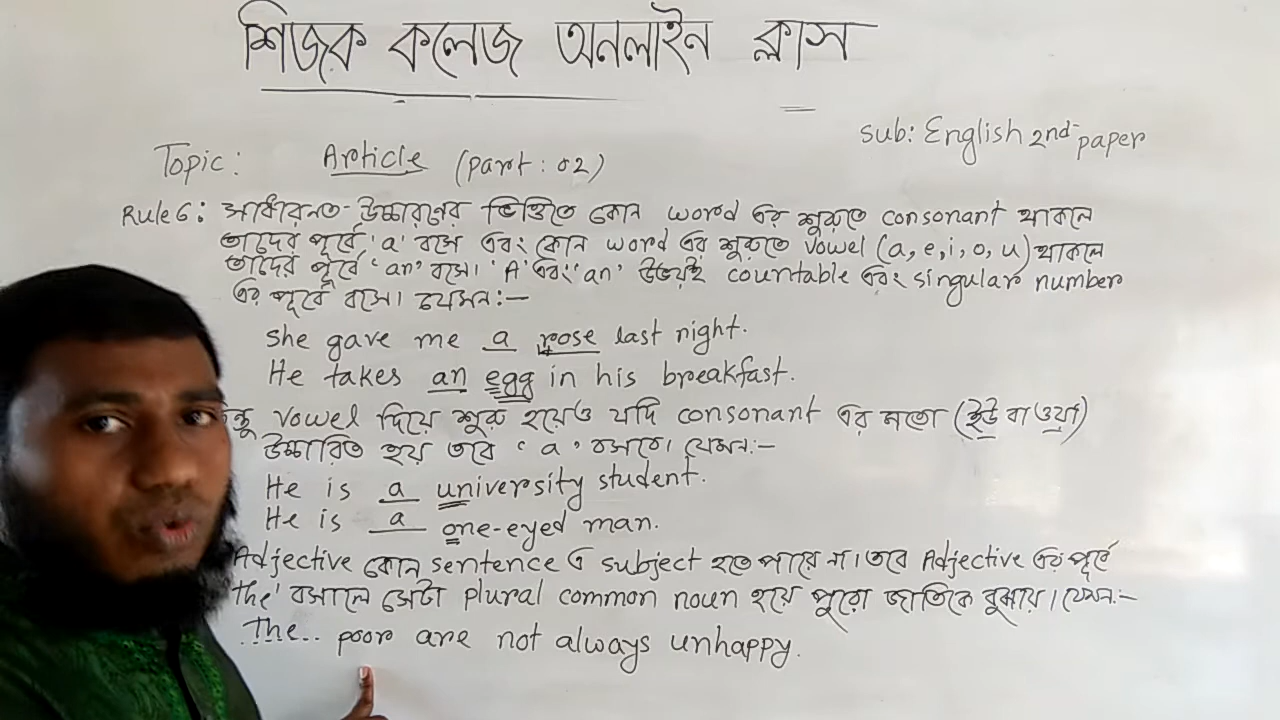 শিজক কলেজ অনলাইন ক্লাস
Sub: English 2nd paper
Topic: Article (part: 02)
Rule 6: সাধারনত উচ্চারণের ভিত্তিতে কোন word এর শুরুতে consonant থাকলে
তাদের পূর্বে 'a' বসে এবং কোন word এর শুরুতে vowel (a, e, i, o, u) থাকলে
তাদের পূর্বে 'an' বসে। 'A' এবং 'an' উভয়ই countable এবং singular number
এর পূর্বে বসে। যেমন:-
She gave me a rose last night.
He takes an egg in his breakfast.
vowel দিয়ে শুরু হয়েও যদি consonant এর মতো (ইউ বা ওয়া)
উচ্চারিত হয় তবে 'a' বসবে। যেমন:-
He is a university student.
He is a one-eyed man.
Adjective কোন sentence এ subject হতে পারে না। তবে Adjective এর পূর্বে
the' বসালে সেটা plural common noun হয়ে পুরো জাতিকে বুঝায়। যেমন:-
The.. poor are not always unhappy.